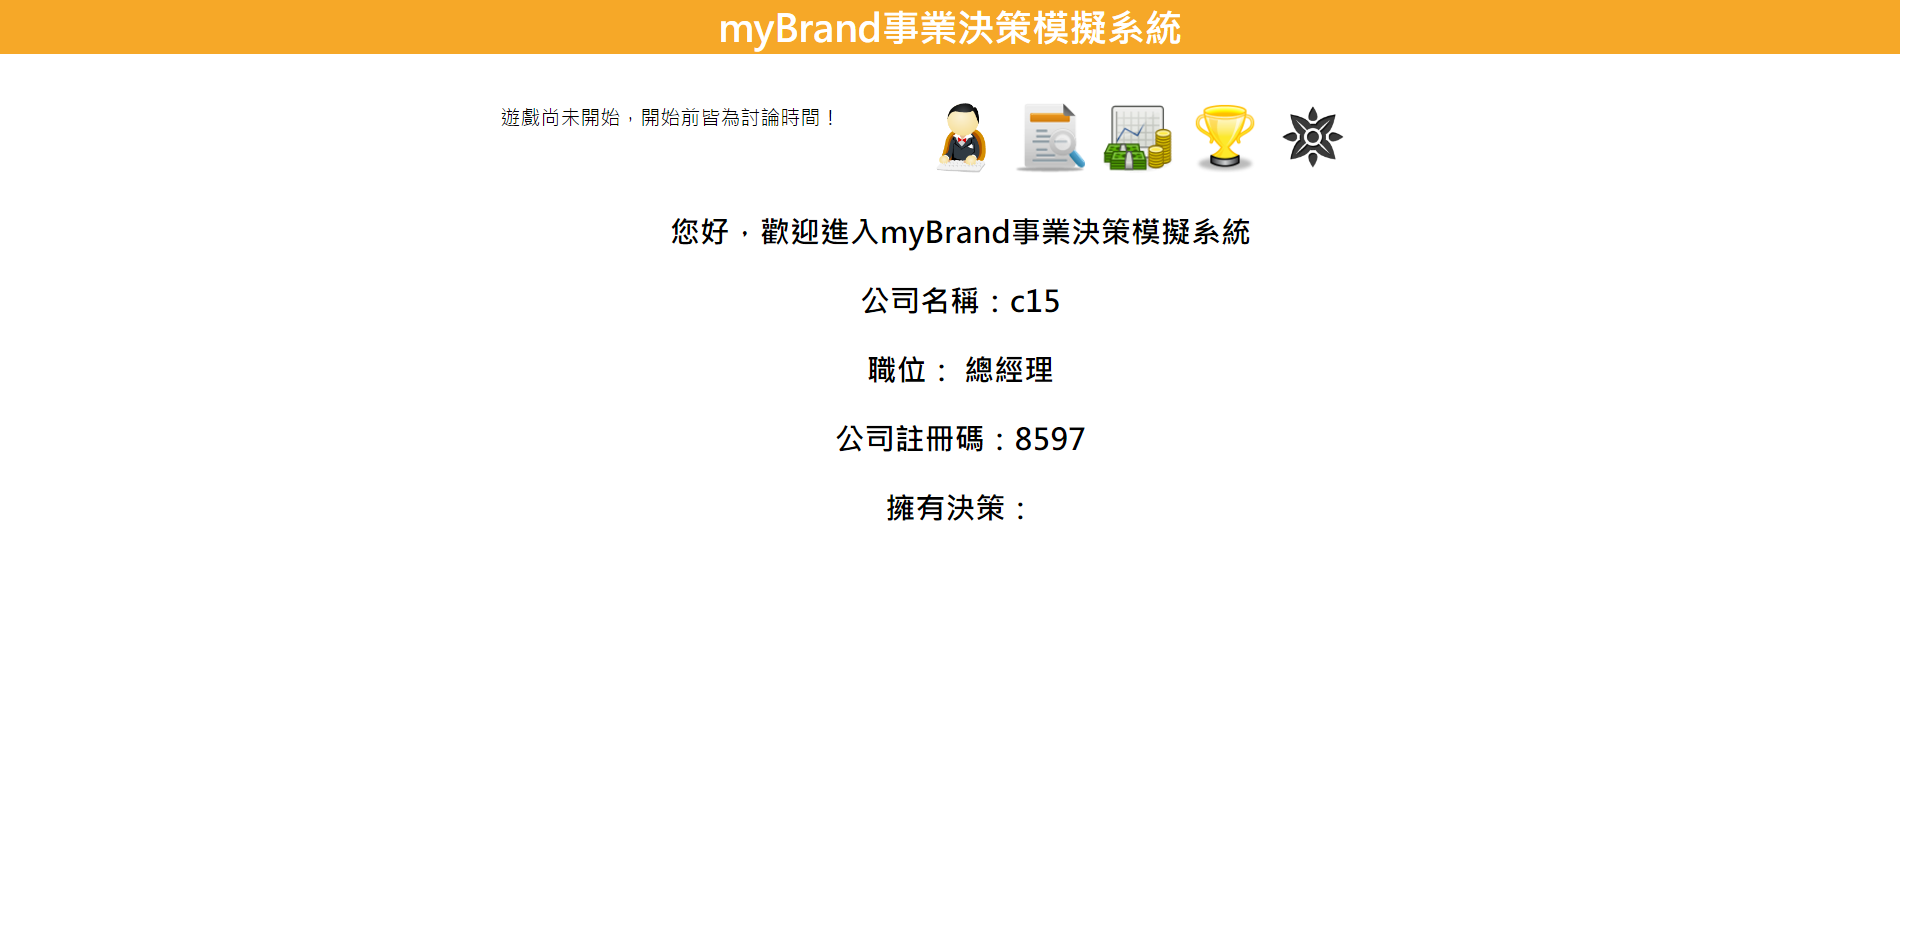 myBrand事業決策模擬系統
遊戲尚未開始，開始前皆為討論時間！
您好，歡迎進入myBrand事業決策模擬系統
公司名稱：c15
職位： 總經理
公司註冊碼：8597
擁有決策：